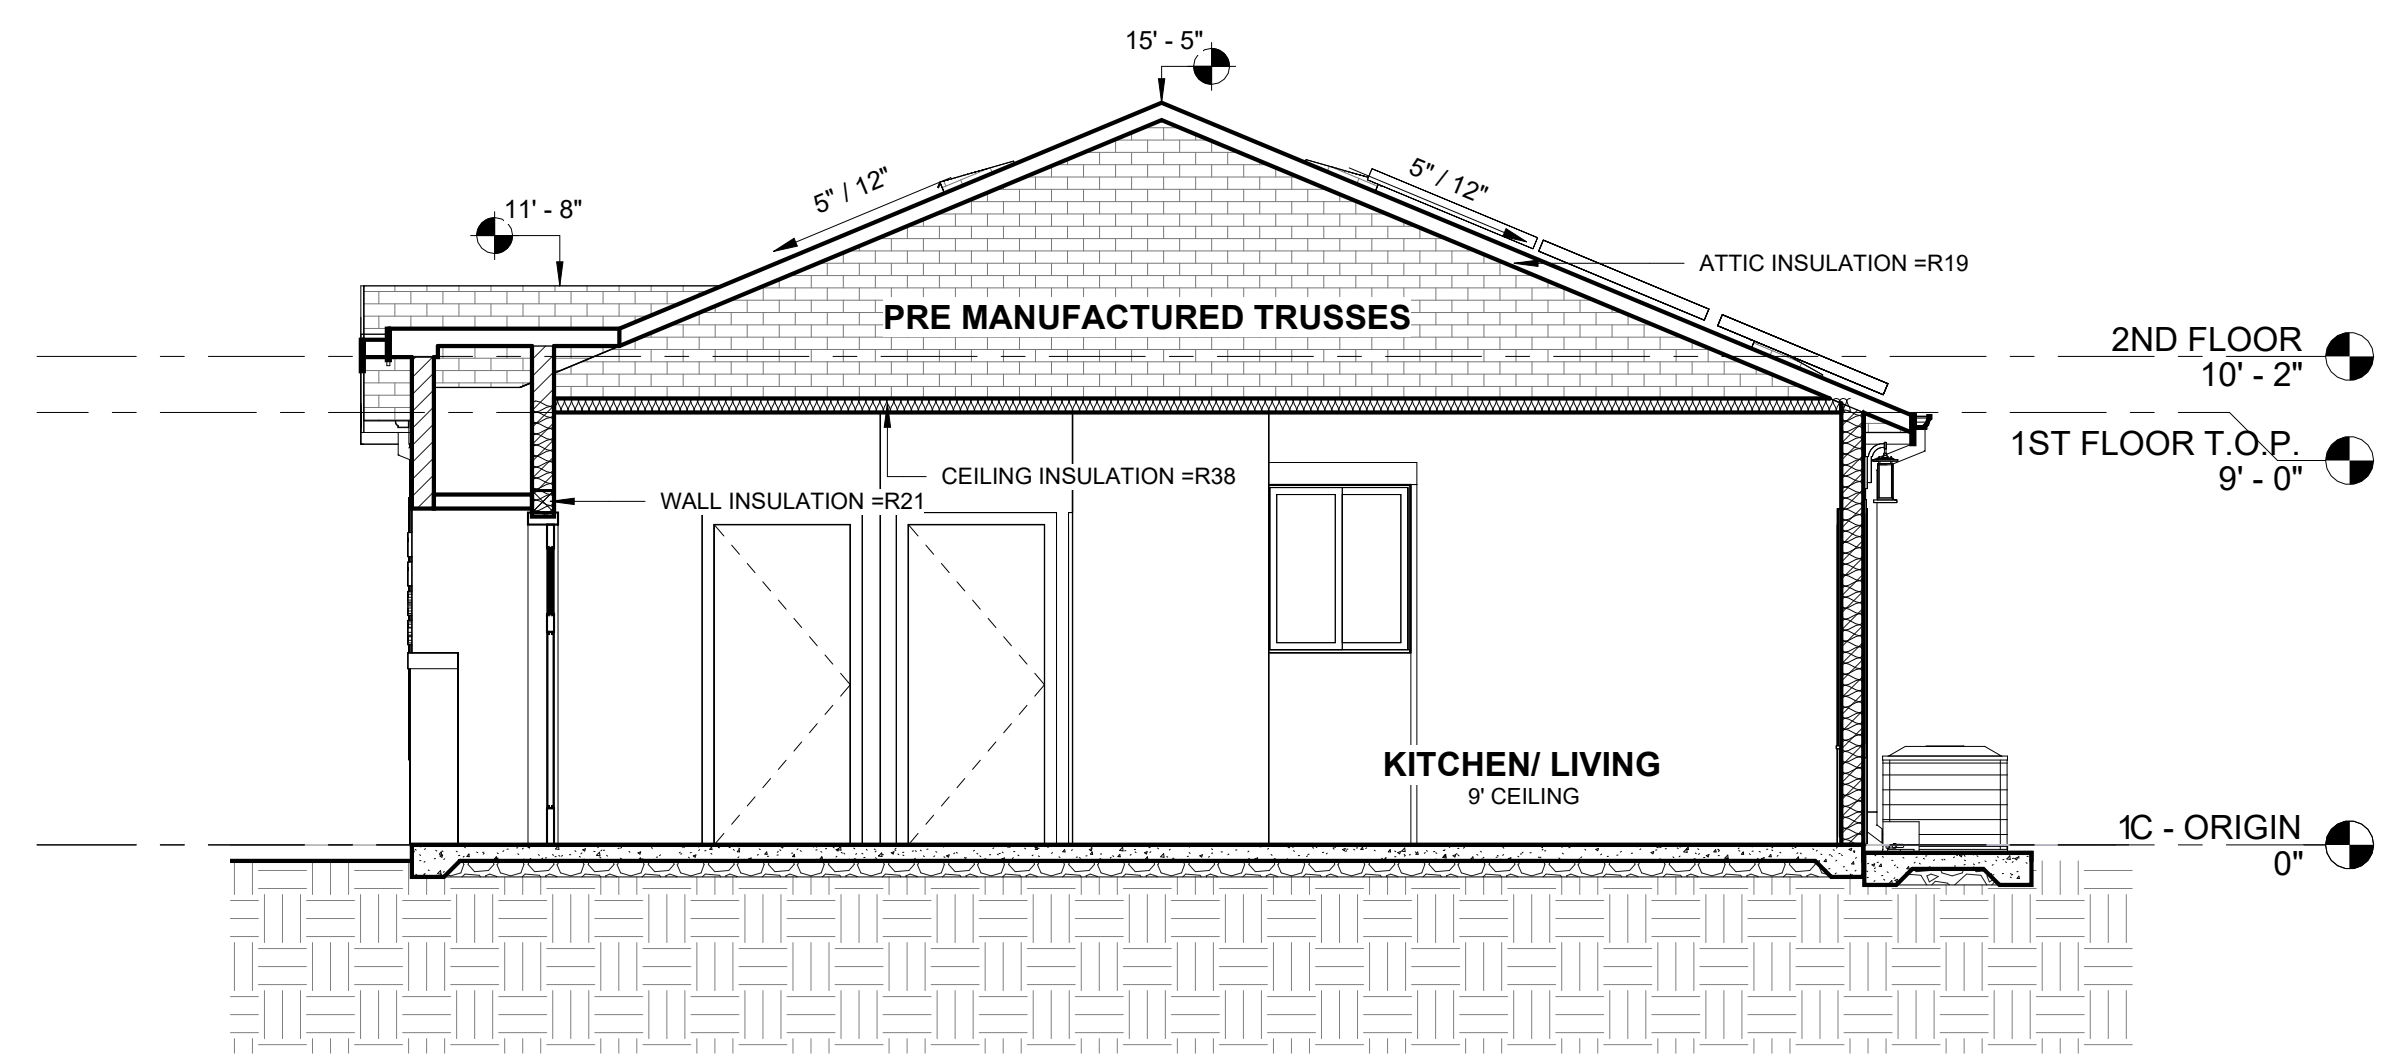 15' - 5"
5" / 12"
5" / 12"
11' - 8"
ATTIC INSULATION =R19
PRE MANUFACTURED TRUSSES
2ND FLOOR
10' - 2"
1ST FLOOR T.O.P.
9' - 0"
CEILING INSULATION =R38
WALL INSULATION =R21
KITCHEN/ LIVING
9' CEILING
1C - ORIGIN
0"